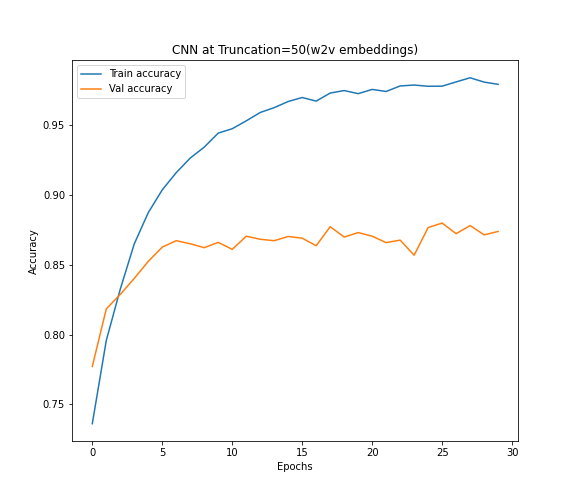 CNN at Truncation=50(w2v embeddings)
Train accuracy
Val accuracy
0.95
0.90
0.85
0.80
0.75
Accuracy
0 5 10 15 20 25 30
Epochs